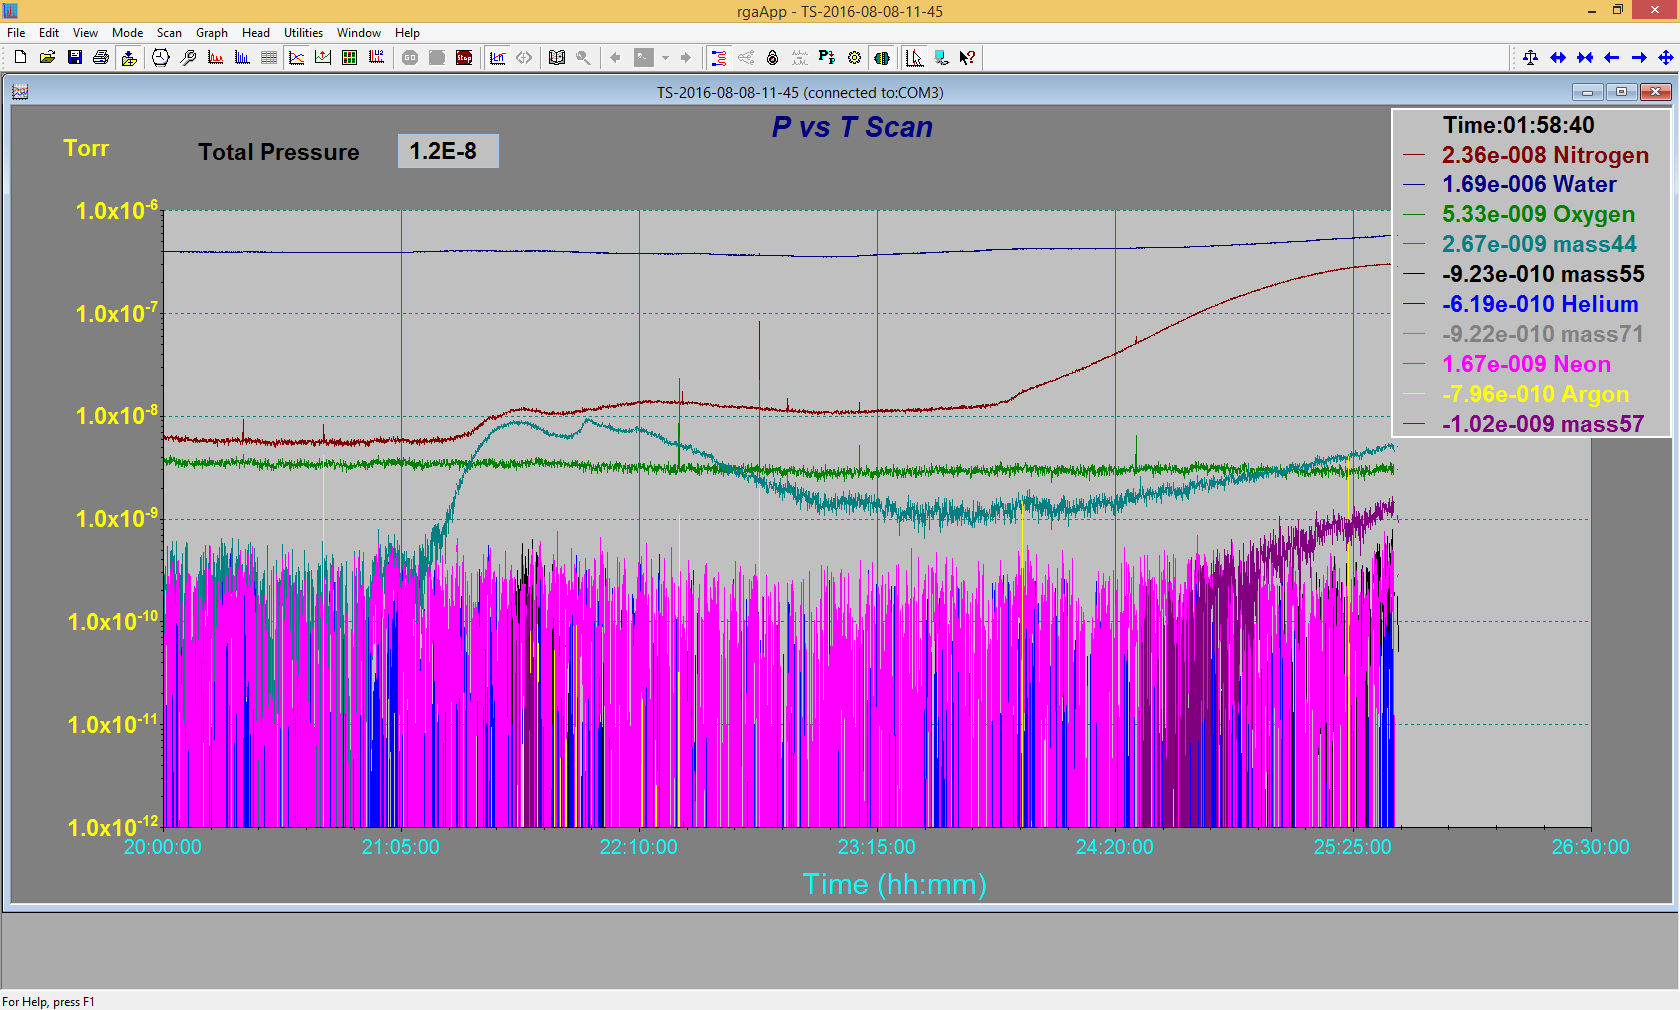 rgaApp - TS-2016-08-08-11-45
File Edit View Mode Scan Graph Head Utilities Window Help
GO Stop
TS-2016-08-08-11-45 (connected to:COM3)
P vs T Scan
Torr
Total Pressure 1.2E-8
Time:01:58:40
2.36e-008 Nitrogen
1.69e-006 Water
5.33e-009 Oxygen
2.67e-009 mass44
-9.23e-010 mass55
-6.19e-010 Helium
-9.22e-010 mass71
1.67e-009 Neon
-7.96e-010 Argon
-1.02e-009 mass57
1.0x10-6
1.0x10-7
1.0x10-8
1.0x10-9
1.0x10-10
1.0x10-11
1.0x10-12
20:00:00 21:05:00 22:10:00 23:15:00 24:20:00 25:25:00 26:30:00
Time (hh:mm)
For Help, press F1